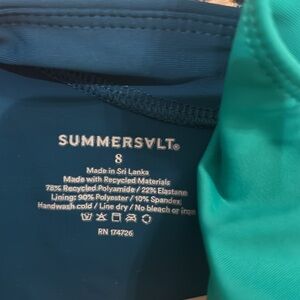 SUMMERSALT®
8
Made in Sri Lanka
Made with Recycled Materials
78% Recycled Polyamide / 22% Elastane
Lining: 90% Polyester / 10% Spandex
Handwash cold / Line dry / No bleach or iron
RN 174726